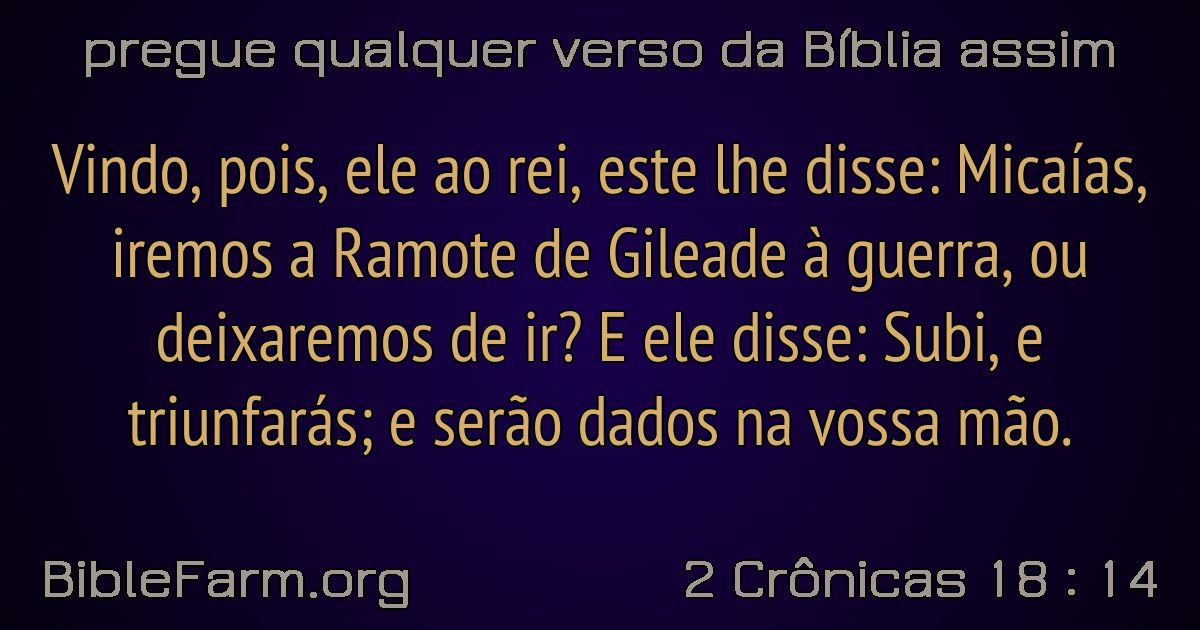 pregue qualquer verso da Bíblia assim
Vindo, pois, ele ao rei, este lhe disse: Micaías,
iremos a Ramote de Gileade à guerra, ou
deixaremos de ir? E ele disse: Subi, e
triunfarás; e serão dados na vossa mão.
BibleFarm.org
2 Crônicas 18 : 14